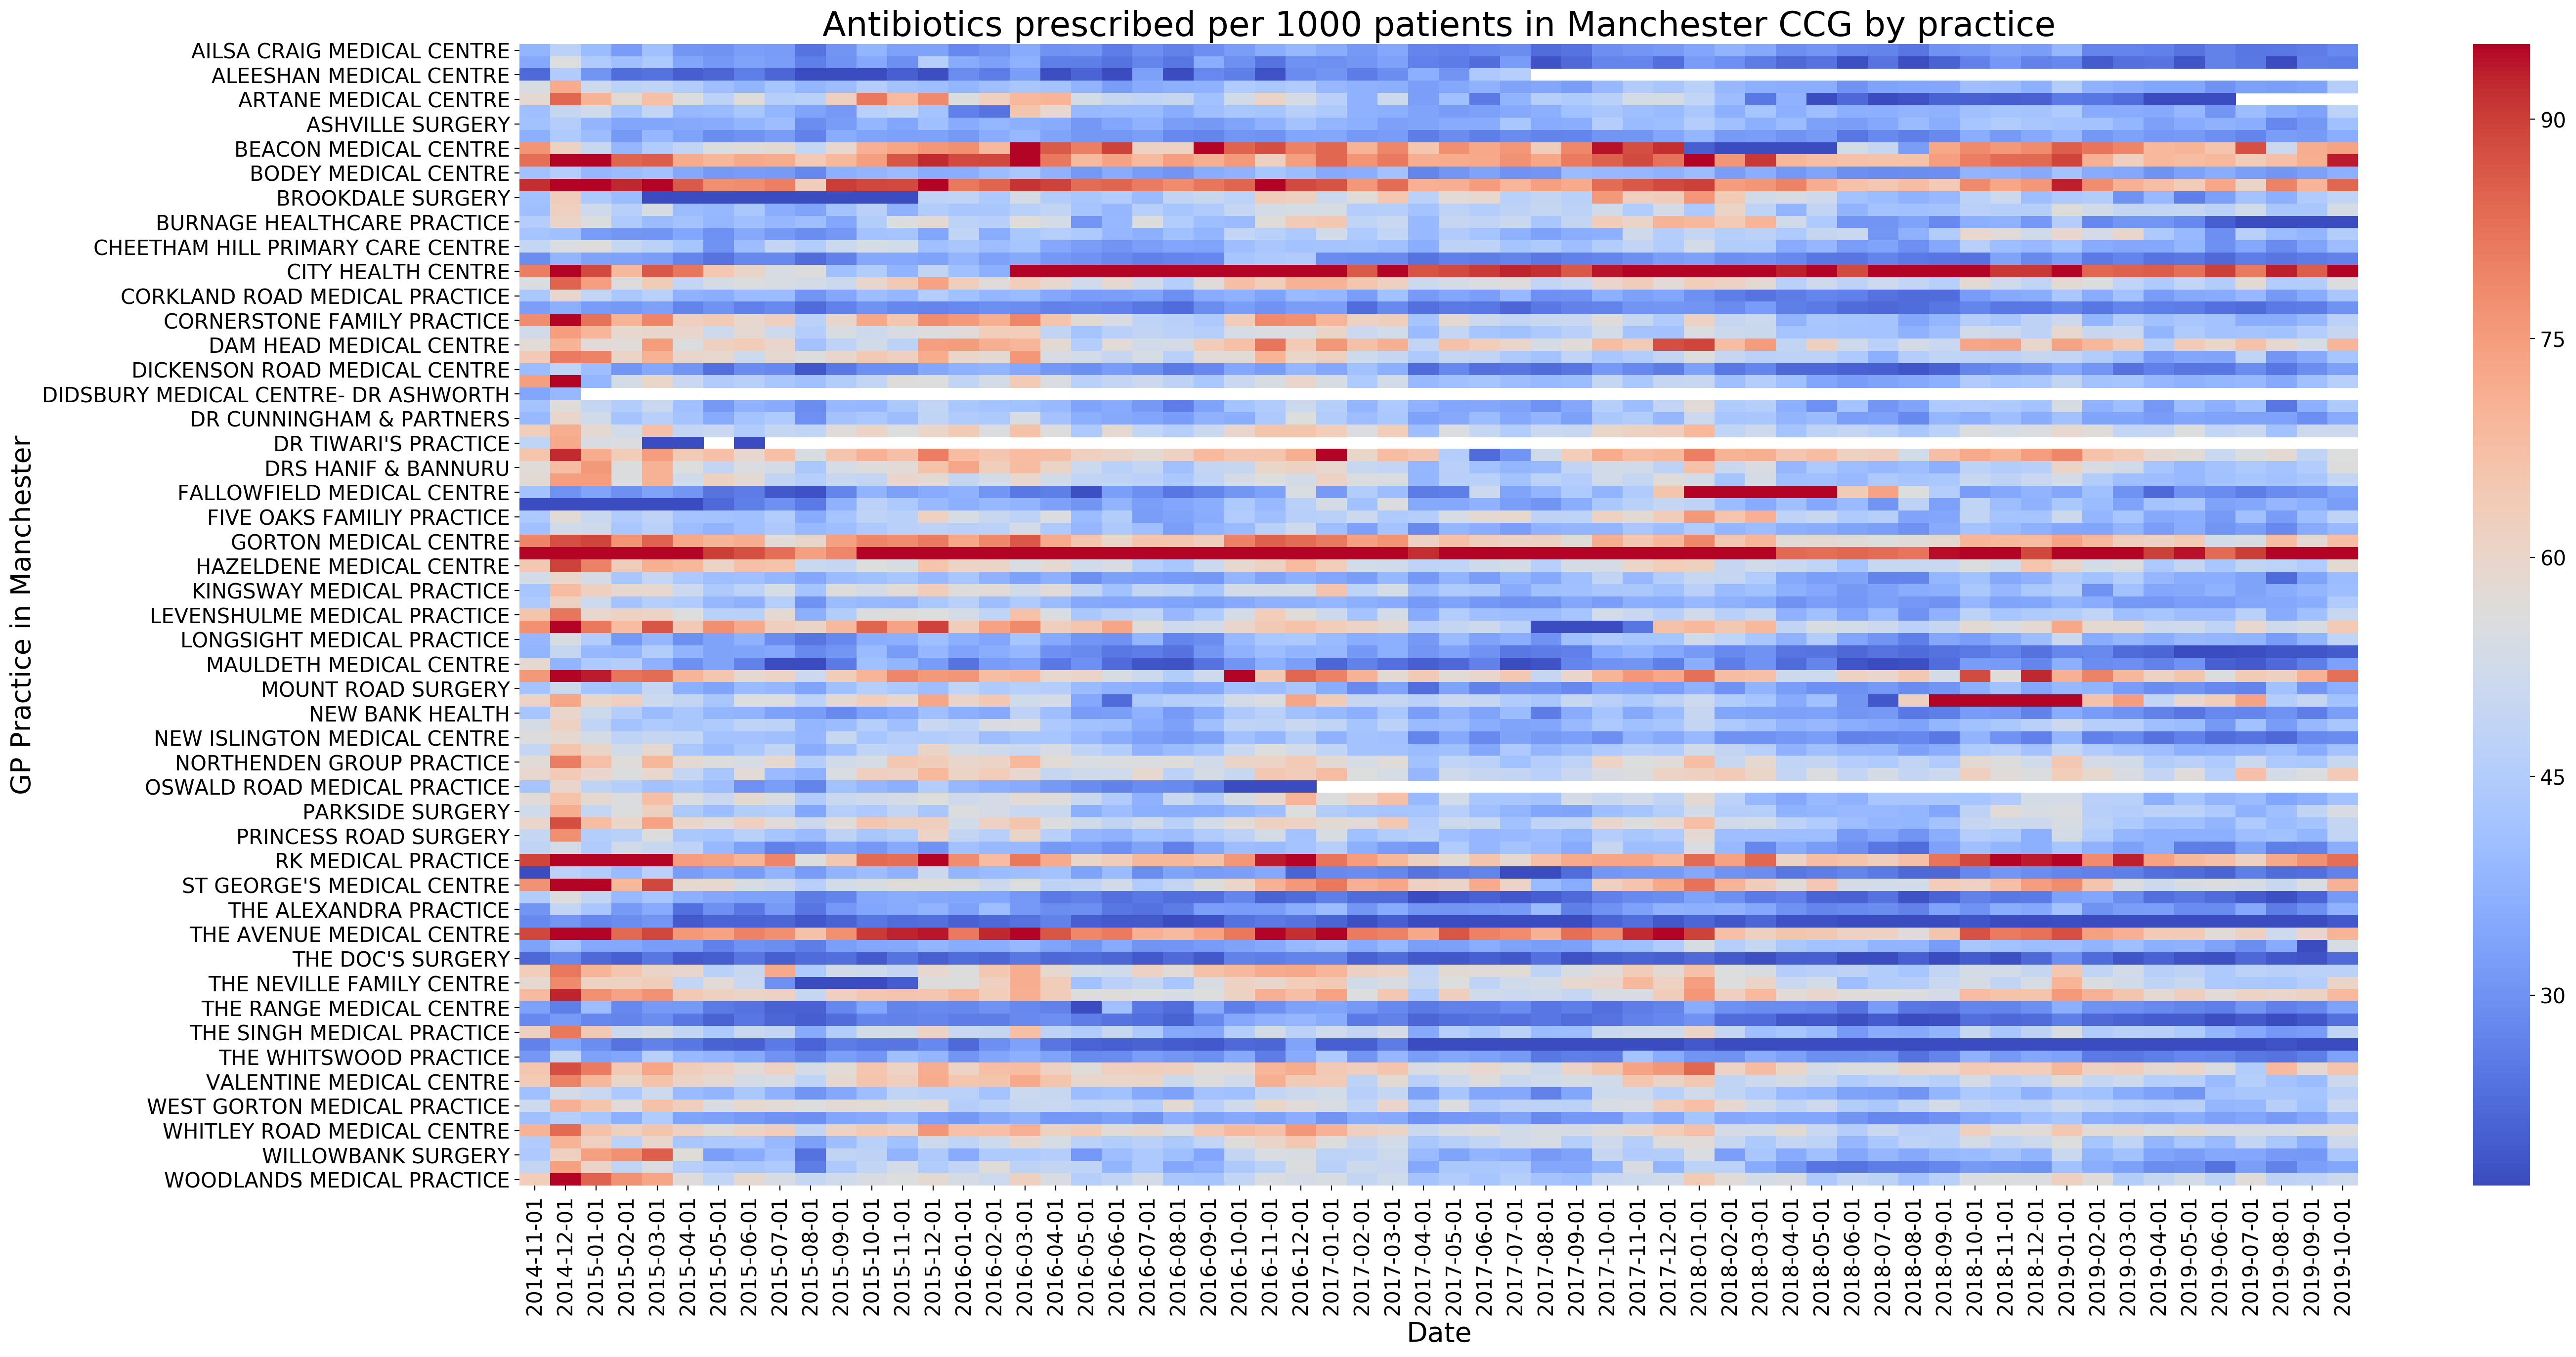 Antibiotics prescribed per 1000 patients in Manchester CCG by practice
GP Practice in Manchester
AILSA CRAIG MEDICAL CENTRE
ALEESHAN MEDICAL CENTRE
ARTANE MEDICAL CENTRE
ASHVILLE SURGERY
BEACON MEDICAL CENTRE
BODEY MEDICAL CENTRE
BROOKDALE SURGERY
BURNAGE HEALTHCARE PRACTICE
CHEETHAM HILL PRIMARY CARE CENTRE
CITY HEALTH CENTRE
CORKLAND ROAD MEDICAL PRACTICE
CORNERSTONE FAMILY PRACTICE
DAM HEAD MEDICAL CENTRE
DICKENSON ROAD MEDICAL CENTRE
DIDSBURY MEDICAL CENTRE- DR ASHWORTH
DR CUNNINGHAM & PARTNERS
DR TIWARI'S PRACTICE
DRS HANIF & BANNURU
FALLOWFIELD MEDICAL CENTRE
FIVE OAKS FAMILIY PRACTICE
GORTON MEDICAL CENTRE
HAZELDENE MEDICAL CENTRE
KINGSWAY MEDICAL PRACTICE
LEVENSHULME MEDICAL PRACTICE
LONGSIGHT MEDICAL PRACTICE
MAULDETH MEDICAL CENTRE
MOUNT ROAD SURGERY
NEW BANK HEALTH
NEW ISLINGTON MEDICAL CENTRE
NORTHENDEN GROUP PRACTICE
OSWALD ROAD MEDICAL PRACTICE
PARKSIDE SURGERY
PRINCESS ROAD SURGERY
RK MEDICAL PRACTICE
ST GEORGE'S MEDICAL CENTRE
THE ALEXANDRA PRACTICE
THE AVENUE MEDICAL CENTRE
THE DOC'S SURGERY
THE NEVILLE FAMILY CENTRE
THE RANGE MEDICAL CENTRE
THE SINGH MEDICAL PRACTICE
THE WHITSWOOD PRACTICE
VALENTINE MEDICAL CENTRE
WEST GORTON MEDICAL PRACTICE
WHITLEY ROAD MEDICAL CENTRE
WILLOWBANK SURGERY
WOODLANDS MEDICAL PRACTICE
2014-11-01
2014-12-01
2015-01-01
2015-02-01
2015-03-01
2015-04-01
2015-05-01
2015-06-01
2015-07-01
2015-08-01
2015-09-01
2015-10-01
2015-11-01
2015-12-01
2016-01-01
2016-02-01
2016-03-01
2016-04-01
2016-05-01
2016-06-01
2016-07-01
2016-08-01
2016-09-01
2016-10-01
2016-11-01
2016-12-01
2017-01-01
2017-02-01
2017-03-01
2017-04-01
2017-05-01
2017-06-01
2017-07-01
2017-08-01
2017-09-01
2017-10-01
2017-11-01
2017-12-01
2018-01-01
2018-02-01
2018-03-01
2018-04-01
2018-05-01
2018-06-01
2018-07-01
2018-08-01
2018-09-01
2018-10-01
2018-11-01
2018-12-01
2019-01-01
2019-02-01
2019-03-01
2019-04-01
2019-05-01
2019-06-01
2019-07-01
2019-08-01
2019-09-01
2019-10-01
Date
90
75
60
45
30